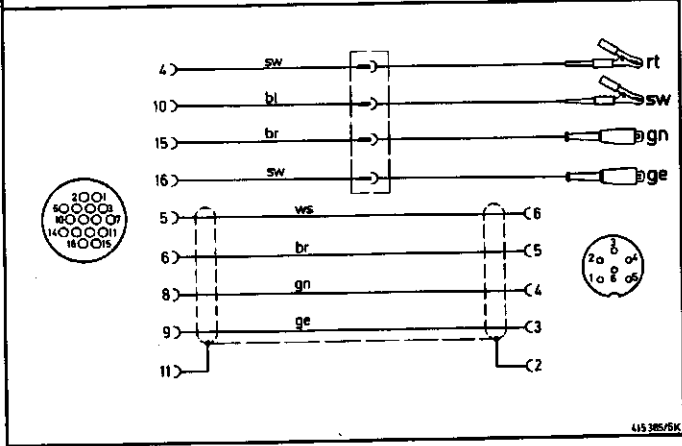 4 sw rt
10 bl sw
15 br gn
16 sw ge
5 ws 6
6 br 5
8 gn 4
9 ge 3
11 2
2 1
6 3
10 7
14 11
16 15
3
2 4
1 6 5
415 385/5K